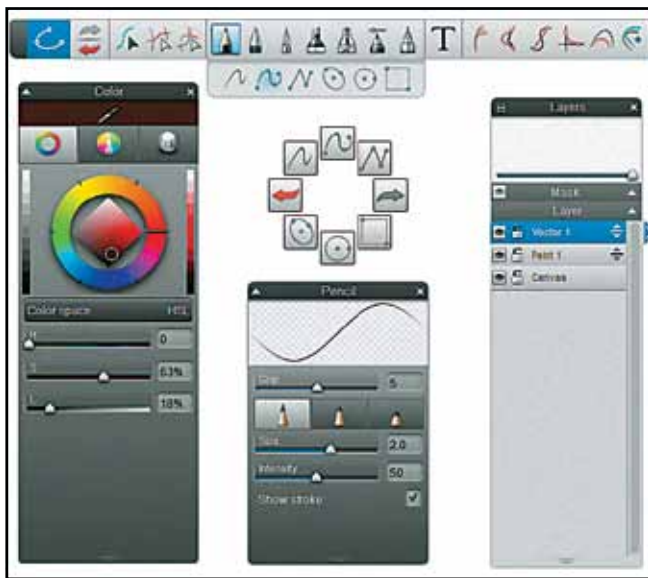 T
Color
Color space HSL
H 0
S 63%
L 18%
Pencil
Size 5
Size 2.0
Intensity 50
Show stroke
Layers
Mask
Layer
Vector 1
Paint 1
Canvas